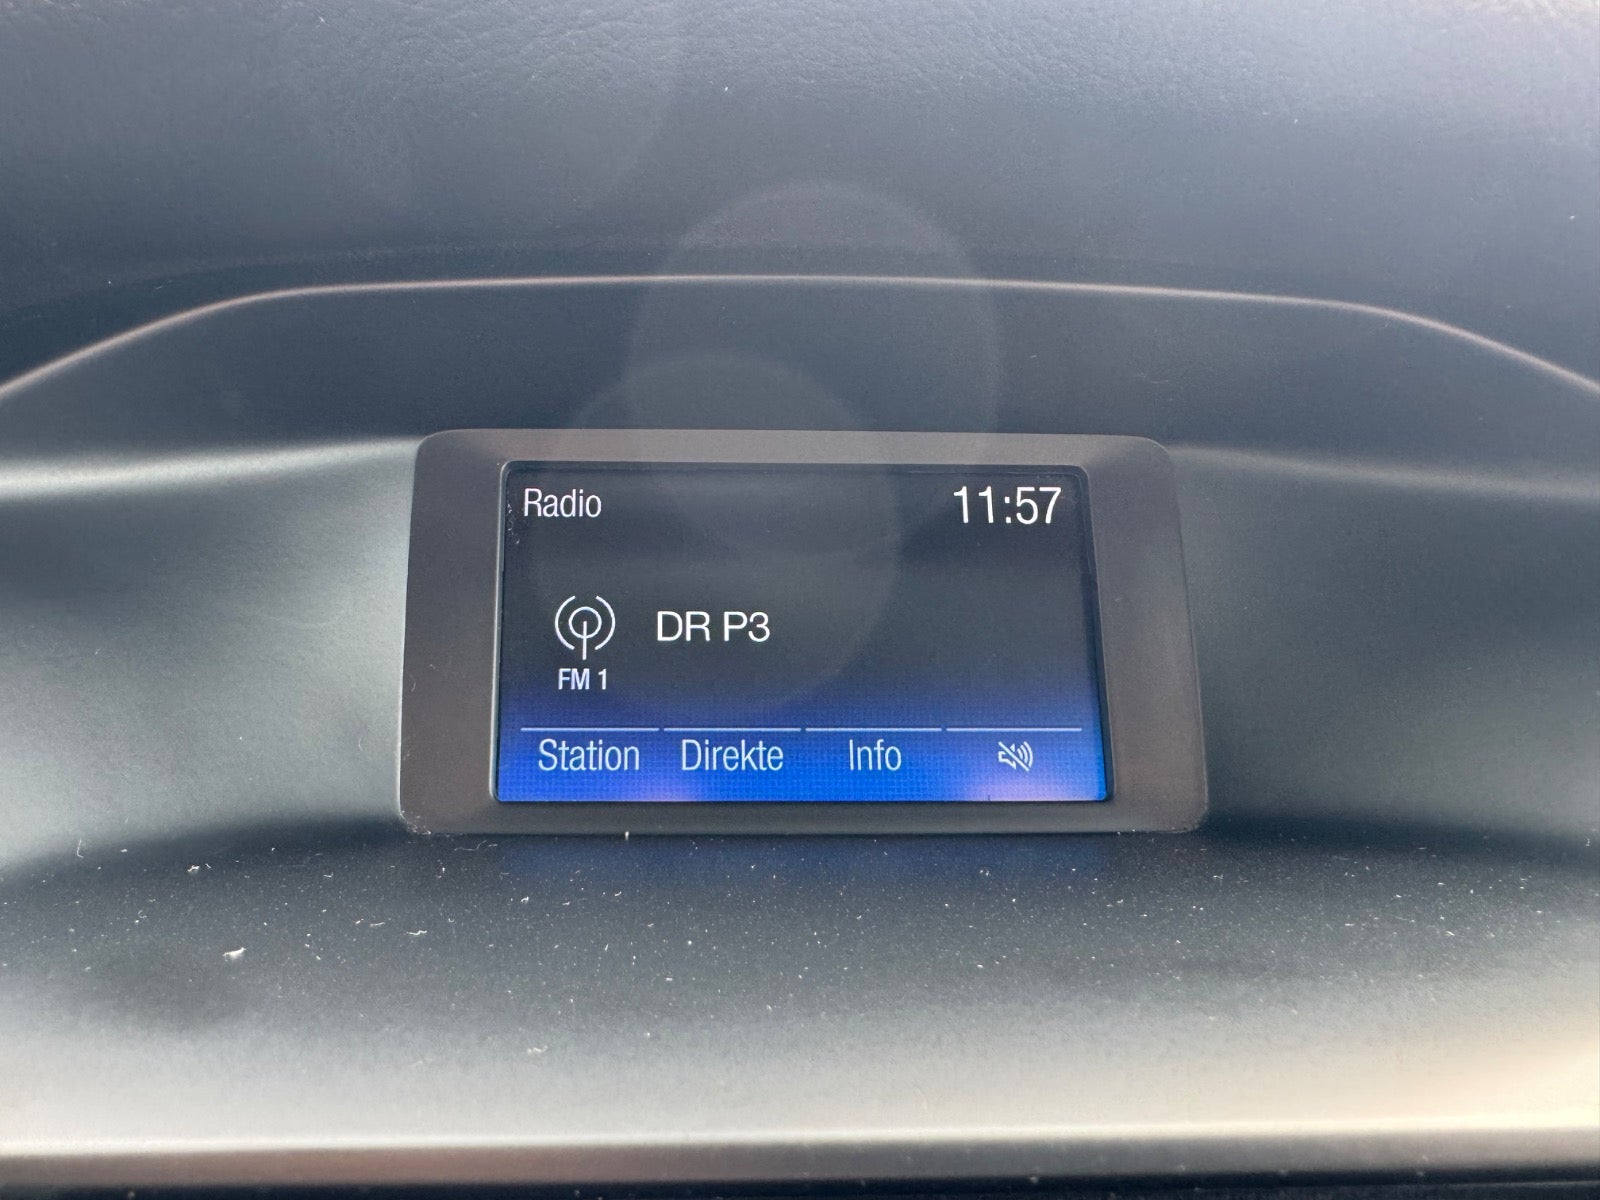 Radio 11:57
DR P3
FM 1
Station Direkte Info